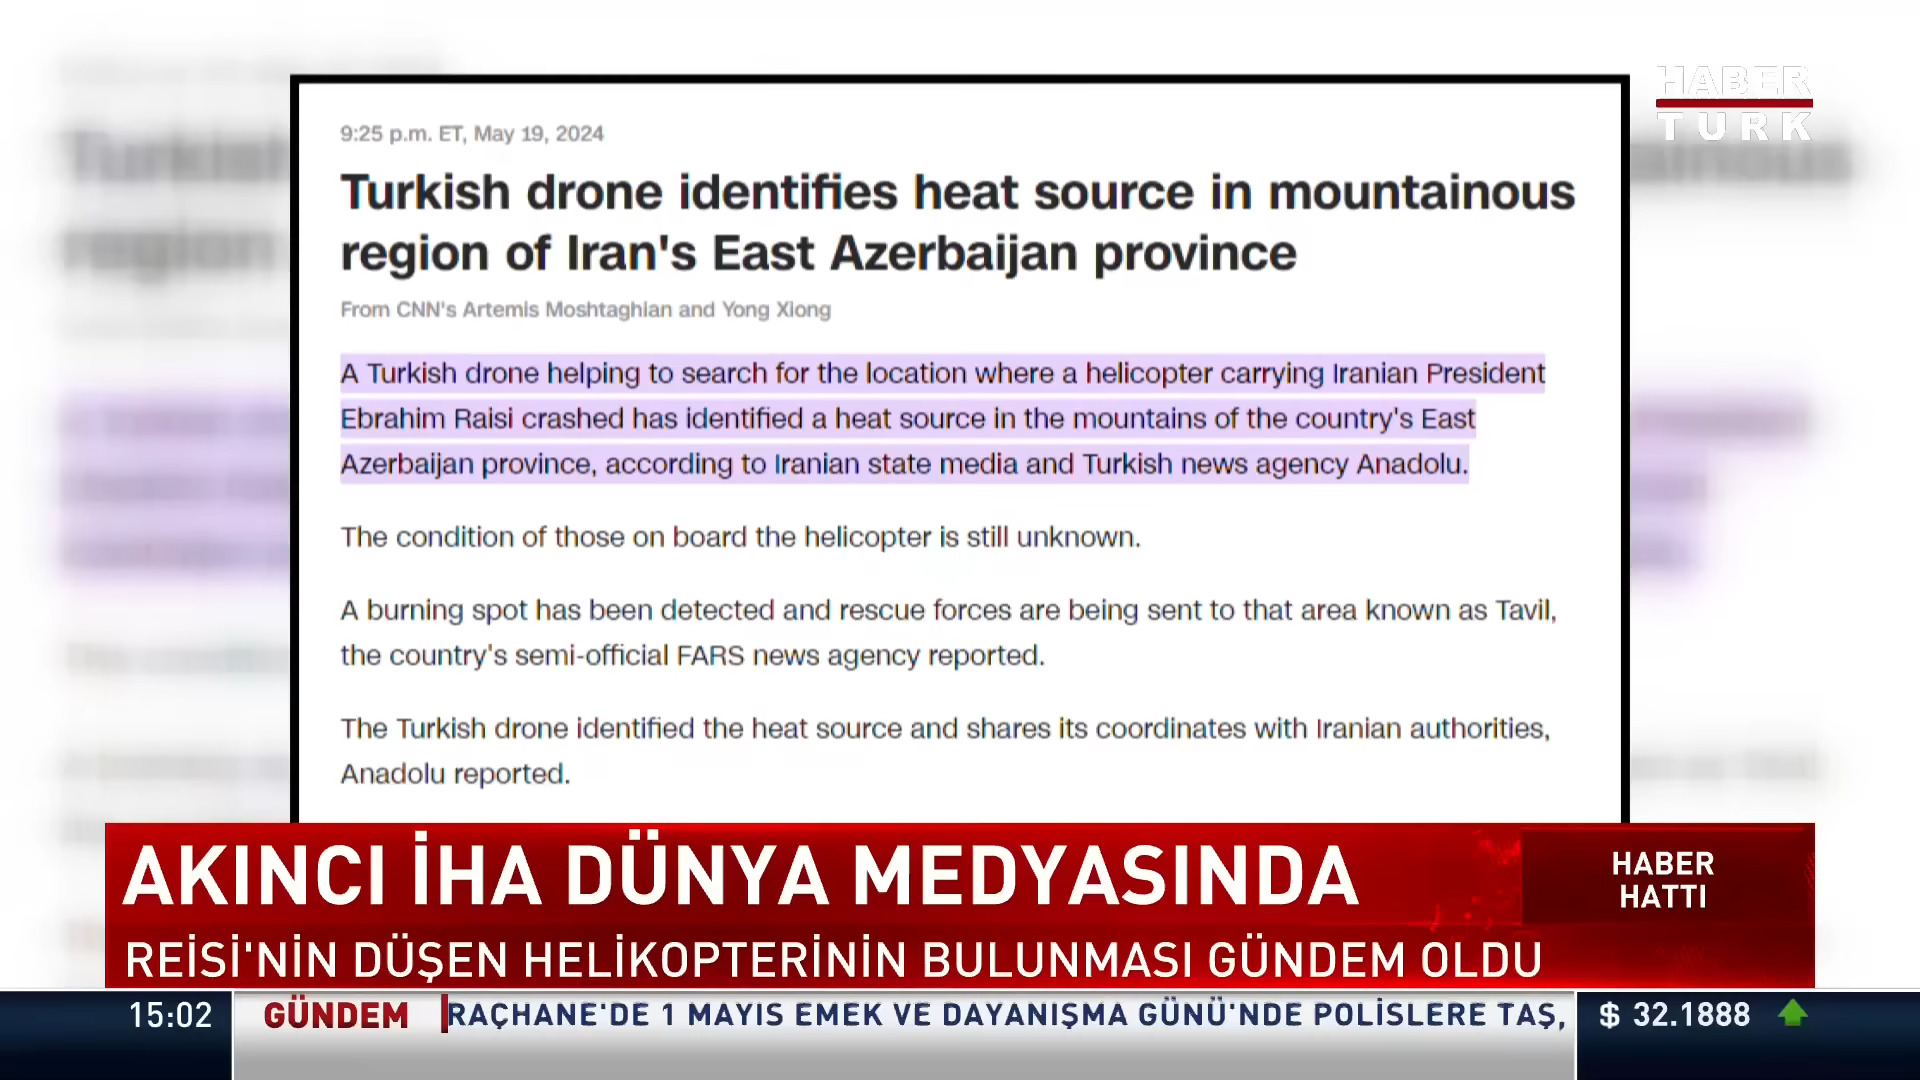 HABER
TURK
9:25 p.m. ET, May 19, 2024
Turkish drone identifies heat source in mountainous
region of Iran's East Azerbaijan province
From CNN's Artemis Moshtaghian and Yong Xiong
A Turkish drone helping to search for the location where a helicopter carrying Iranian President
Ebrahim Raisi crashed has identified a heat source in the mountains of the country's East
Azerbaijan province, according to Iranian state media and Turkish news agency Anadolu.
The condition of those on board the helicopter is still unknown.
A burning spot has been detected and rescue forces are being sent to that area known as Tavil,
the country's semi-official FARS news agency reported.
The Turkish drone identified the heat source and shares its coordinates with Iranian authorities,
Anadolu reported.
AKINCI İHA DÜNYA MEDYASINDA
HABER
HATTI
REİSİ'NİN DÜŞEN HELİKOPTERİNİN BULUNMASI GÜNDEM OLDU
15:02 GÜNDEM RAÇHANE'DE 1 MAYIS EMEK VE DAYANIŞMA GÜNÜ'NDE POLİSLERE TAŞ, $ 32.1888